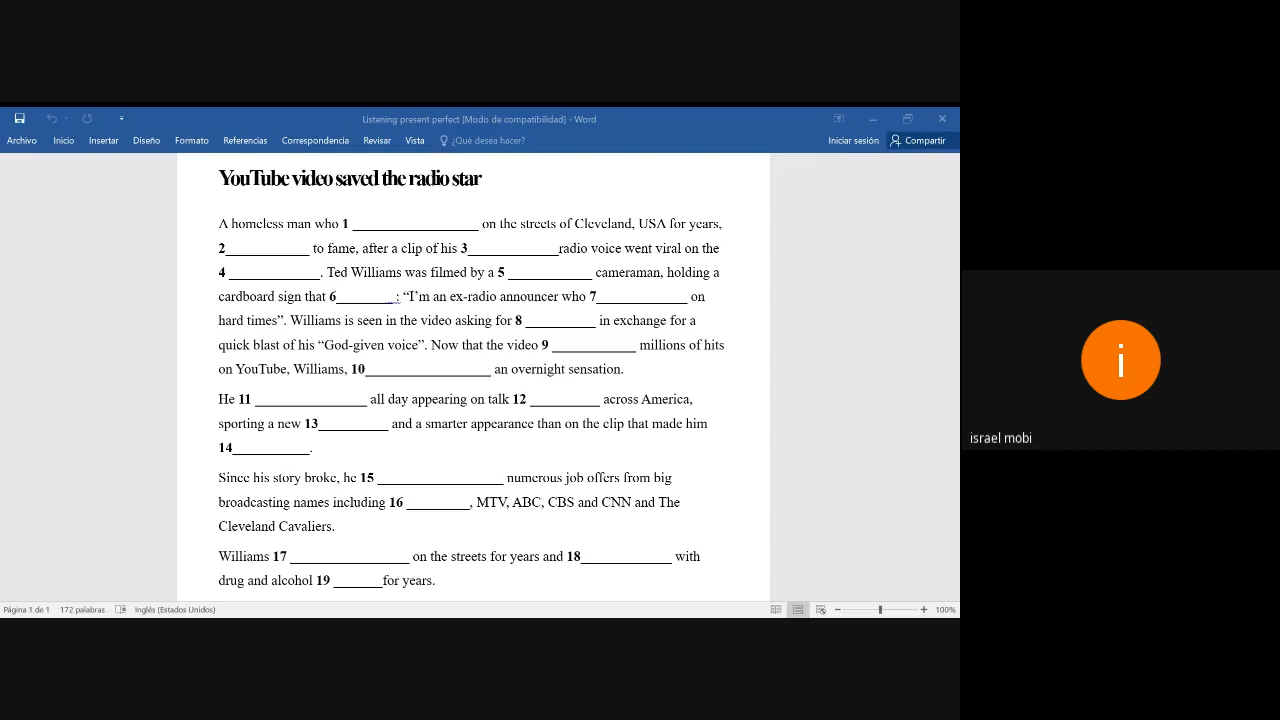 Listening present perfect [Modo de compatibilidad] - Word
Archivo Inicio Insertar Diseño Formato Referencias Correspondencia Revisar Vista ¿Qué desea hacer? Iniciar sesión Compartir
YouTube video saved the radio star
A homeless man who 1 __________________ on the streets of Cleveland, USA for years,
2____________ to fame, after a clip of his 3_____________radio voice went viral on the
4 _____________. Ted Williams was filmed by a 5 ____________ cameraman, holding a
cardboard sign that 6_________: “I’m an ex-radio announcer who 7_____________ on
hard times”. Williams is seen in the video asking for 8 __________ in exchange for a
quick blast of his “God-given voice”. Now that the video 9 ____________ millions of hits
on YouTube, Williams, 10__________________ an overnight sensation.
He 11 ________________ all day appearing on talk 12 __________ across America,
sporting a new 13__________ and a smarter appearance than on the clip that made him
14___________.
Since his story broke, he 15 __________________ numerous job offers from big
broadcasting names including 16 _________, MTV, ABC, CBS and CNN and The
Cleveland Cavaliers.
Williams 17 _________________ on the streets for years and 18_____________ with
drug and alcohol 19 _______for years.
Página 1 de 1 172 palabras Inglés (Estados Unidos) 100%
i
israel mobi